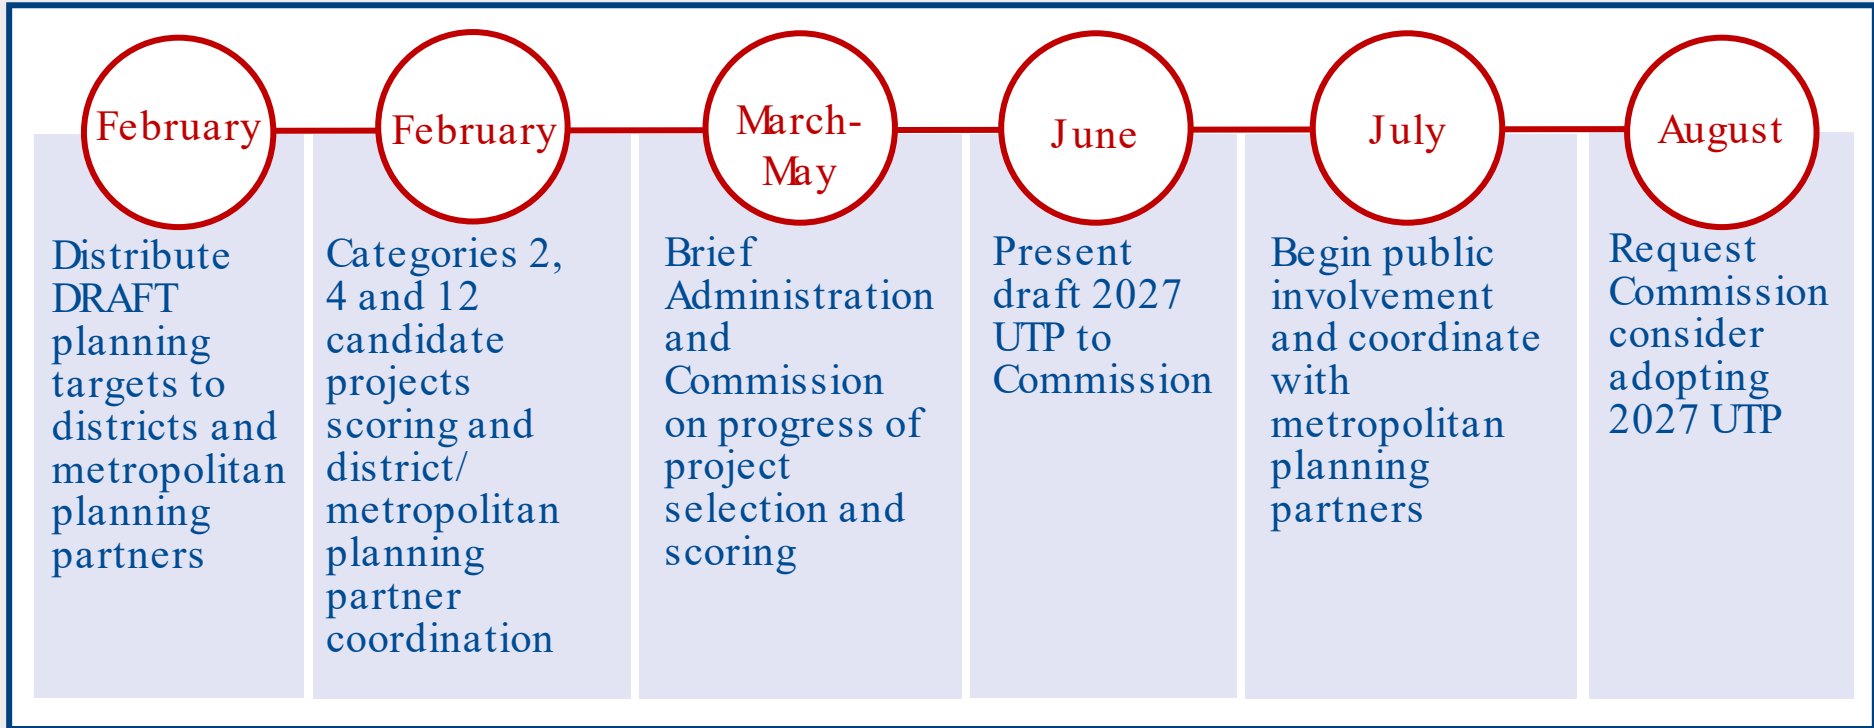 February
Distribute
DRAFT
planning
targets to
districts and
metropolitan
planning
partners
February
Categories 2,
4 and 12
candidate
projects
scoring and
district/
metropolitan
planning
partner
coordination
March-
May
Brief
Administration
and
Commission
on progress of
project
selection and
scoring
June
Present
draft 2027
UTP to
Commission
July
Begin public
involvement
and coordinate
with
metropolitan
planning
partners
August
Request
Commission
consider
adopting
2027 UTP